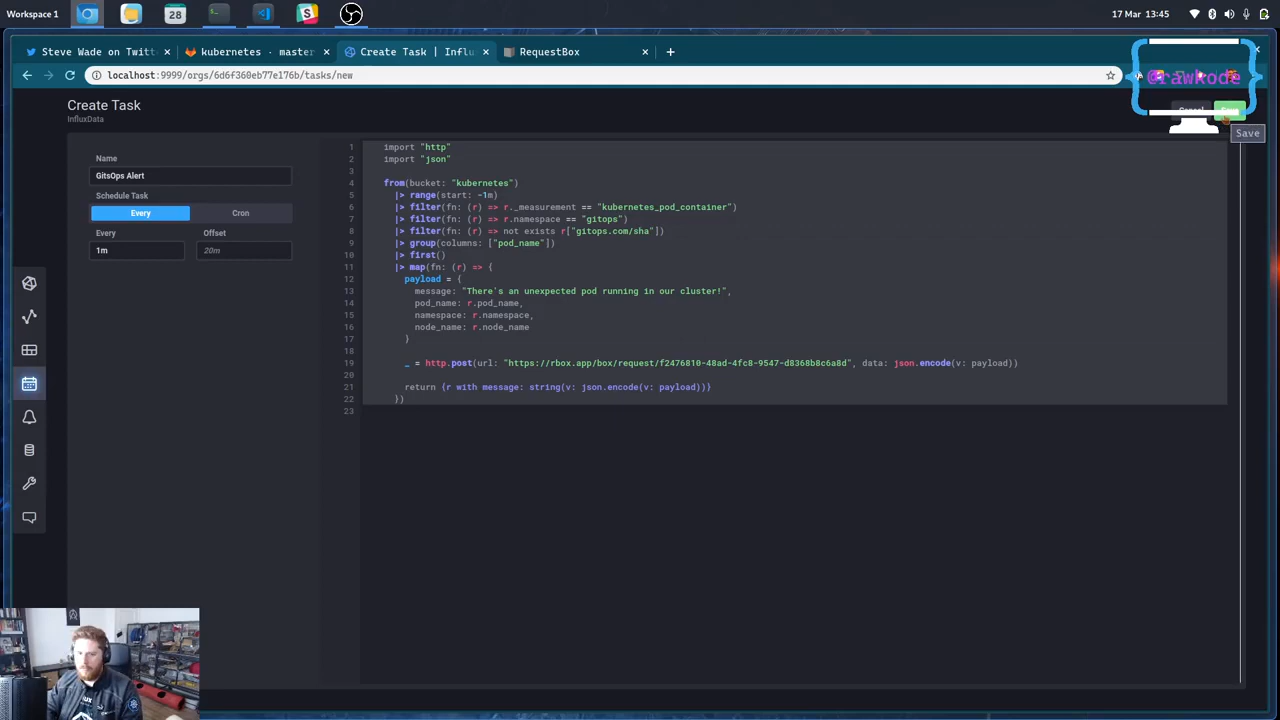 Workspace 1
28
17 Mar 13:45
Steve Wade on Twitt
kubernetes · master
Create Task | Influ
RequestBox
localhost:9999/orgs/6d6f360eb77e176b/tasks/new
@rawkode
Create Task
InfluxData
Cancel
Save
Save
Name
GitsOps Alert
Schedule Task
Every
Cron
Every
Offset
1m
20m
1 import "http"
2 import "json"
3
4 from(bucket: "kubernetes")
5 |> range(start: -1m)
6 |> filter(fn: (r) => r._measurement == "kubernetes_pod_container")
7 |> filter(fn: (r) => r.namespace == "gitops")
8 |> filter(fn: (r) => not exists r["gitops.com/sha"])
9 |> group(columns: ["pod_name"])
10 |> first()
11 |> map(fn: (r) => {
12 payload = {
13 message: "There's an unexpected pod running in our cluster!",
14 pod_name: r.pod_name,
15 namespace: r.namespace,
16 node_name: r.node_name
17 }
18
19 _ = http.post(url: "https://rbox.app/box/request/f2476810-48ad-4fc8-9547-d8368b8c6a8d", data: json.encode(v: payload))
20
21 return {r with message: string(v: json.encode(v: payload))}
22 })
23